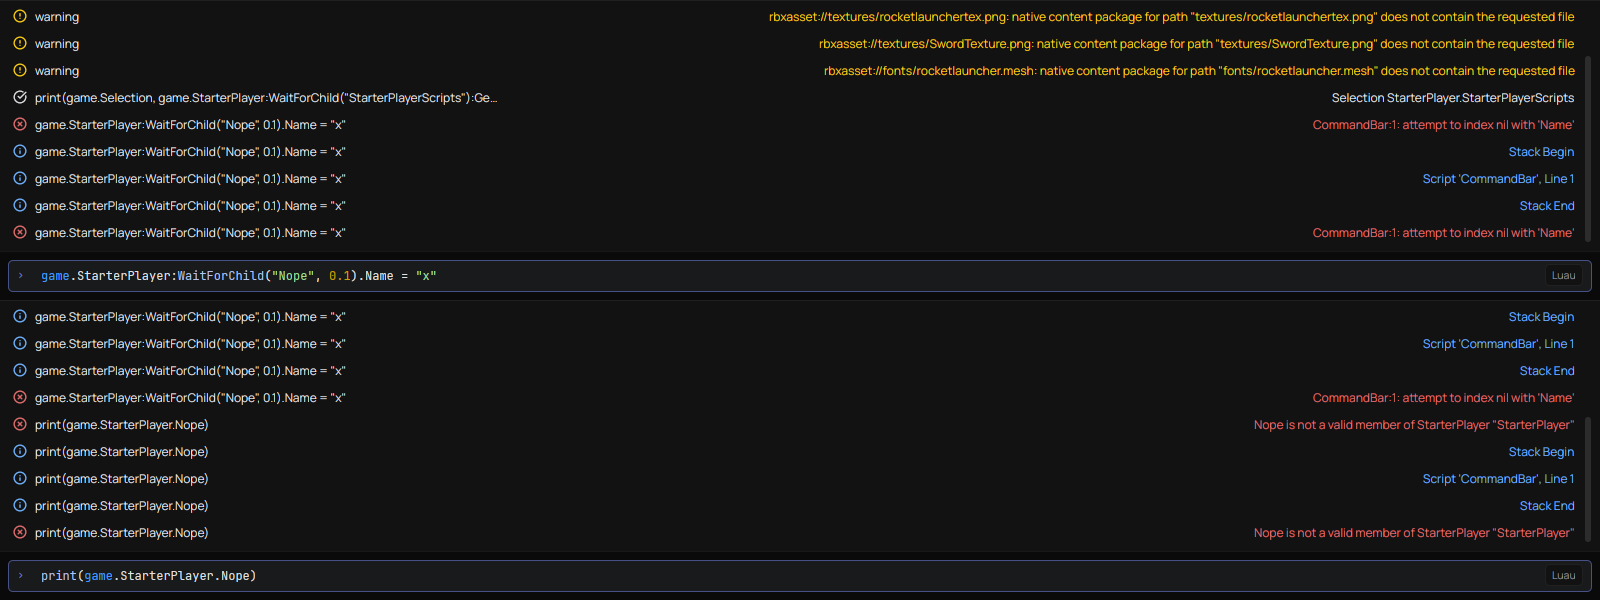 warning rbxasset://textures/rocketlaunchertex.png: native content package for path "textures/rocketlaunchertex.png" does not contain the requested file
warning rbxasset://textures/SwordTexture.png: native content package for path "textures/SwordTexture.png" does not contain the requested file
warning rbxasset://fonts/rocketlauncher.mesh: native content package for path "fonts/rocketlauncher.mesh" does not contain the requested file
print(game.Selection, game.StarterPlayer:WaitForChild("StarterPlayerScripts"):Ge... Selection StarterPlayer.StarterPlayerScripts
game.StarterPlayer:WaitForChild("Nope", 0.1).Name = "x" CommandBar:1: attempt to index nil with 'Name'
game.StarterPlayer:WaitForChild("Nope", 0.1).Name = "x" Stack Begin
game.StarterPlayer:WaitForChild("Nope", 0.1).Name = "x" Script 'CommandBar', Line 1
game.StarterPlayer:WaitForChild("Nope", 0.1).Name = "x" Stack End
game.StarterPlayer:WaitForChild("Nope", 0.1).Name = "x" CommandBar:1: attempt to index nil with 'Name'
› game.StarterPlayer:WaitForChild("Nope", 0.1).Name = "x" Luau
game.StarterPlayer:WaitForChild("Nope", 0.1).Name = "x" Stack Begin
game.StarterPlayer:WaitForChild("Nope", 0.1).Name = "x" Script 'CommandBar', Line 1
game.StarterPlayer:WaitForChild("Nope", 0.1).Name = "x" Stack End
game.StarterPlayer:WaitForChild("Nope", 0.1).Name = "x" CommandBar:1: attempt to index nil with 'Name'
print(game.StarterPlayer.Nope) Nope is not a valid member of StarterPlayer "StarterPlayer"
print(game.StarterPlayer.Nope) Stack Begin
print(game.StarterPlayer.Nope) Script 'CommandBar', Line 1
print(game.StarterPlayer.Nope) Stack End
print(game.StarterPlayer.Nope) Nope is not a valid member of StarterPlayer "StarterPlayer"
› print(game.StarterPlayer.Nope) Luau